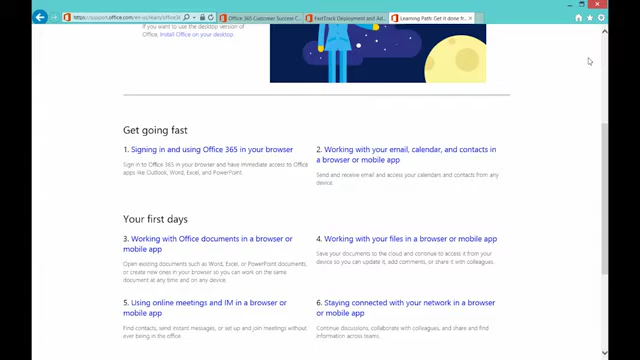 https://support.office.com/en-us/learn/office36
Office 365 Customer Success C
FastTrack Deployment and Ad...
Learning Path: Get it done fr...
If you want to use the desktop version of
Office, Install Office on your desktop.
Get going fast
1. Signing in and using Office 365 in your browser
Sign in to Office 365 in your browser and have immediate access to Office
apps like Outlook, Word, Excel, and PowerPoint.
2. Working with your email, calendar, and contacts in
a browser or mobile app
Send and receive email and access your calendars and contacts from any
device.
Your first days
3. Working with Office documents in a browser or
mobile app
Open existing documents such as Word, Excel, or PowerPoint documents,
or create new ones in your browser so you can work on the same
document at any time and on any device.
4. Working with your files in a browser or mobile app
Save your documents to the cloud and continue to access it from your
device so you can update it, add comments, or share it with colleagues.
5. Using online meetings and IM in a browser or
mobile app
Find contacts, send instant messages, or set up and join meetings without
ever being in the office.
6. Staying connected with your network in a browser
or mobile app
Continue discussions, collaborate with colleagues, and share and find
information across teams.